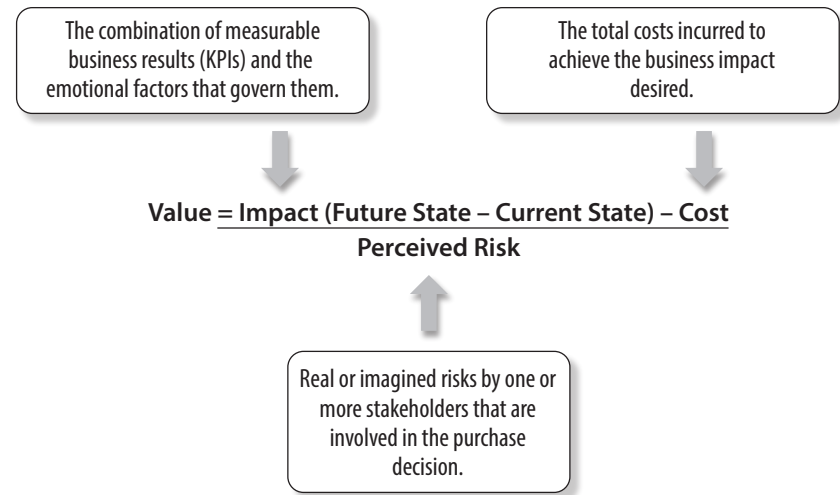 The combination of measurable
business results (KPIs) and the
emotional factors that govern them.
The total costs incurred to
achieve the business impact
desired.
Value = Impact (Future State – Current State) – Cost
Perceived Risk
Real or imagined risks by one or
more stakeholders that are
involved in the purchase
decision.